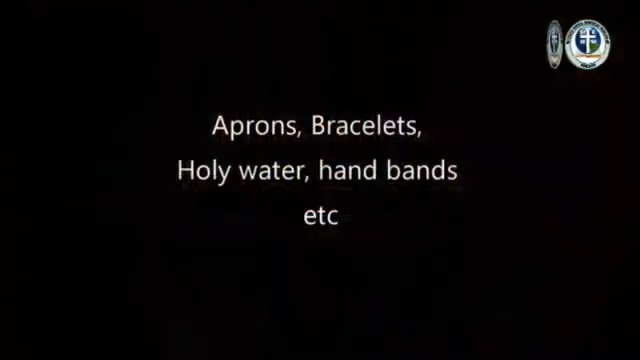 Aprons, Bracelets,
Holy water, hand bands
etc